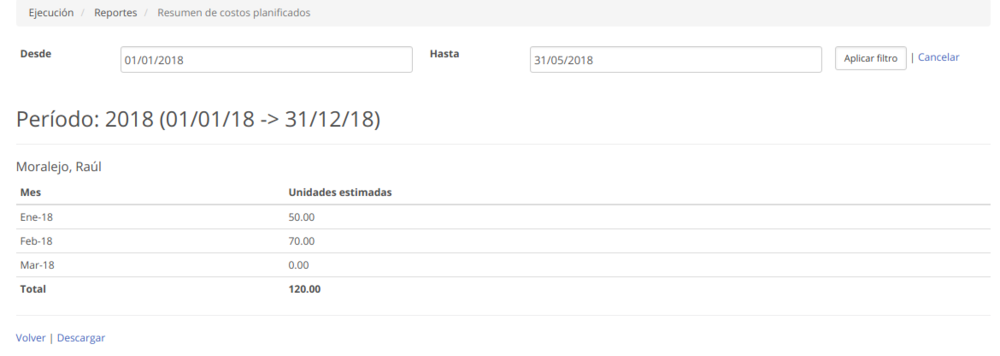 Ejecución / Reportes / Resumen de costos planificados
Desde 01/01/2018 Hasta 31/05/2018 Aplicar filtro | Cancelar
Período: 2018 (01/01/18 -> 31/12/18)
Moralejo, Raúl
Mes Unidades estimadas
Ene-18 50.00
Feb-18 70.00
Mar-18 0.00
Total 120.00
Volver | Descargar